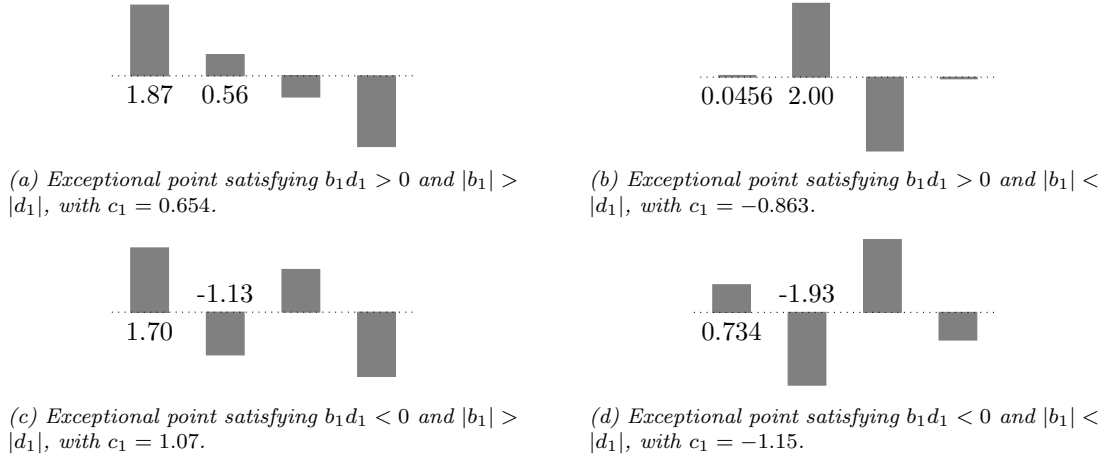 1.87 0.56
(a) Exceptional point satisfying b₁d₁ > 0 and |b₁| >
|d₁|, with c₁ = 0.654.
0.0456 2.00
(b) Exceptional point satisfying b₁d₁ > 0 and |b₁| <
|d₁|, with c₁ = −0.863.
-1.13
1.70
(c) Exceptional point satisfying b₁d₁ < 0 and |b₁| >
|d₁|, with c₁ = 1.07.
-1.93
0.734
(d) Exceptional point satisfying b₁d₁ < 0 and |b₁| <
|d₁|, with c₁ = −1.15.